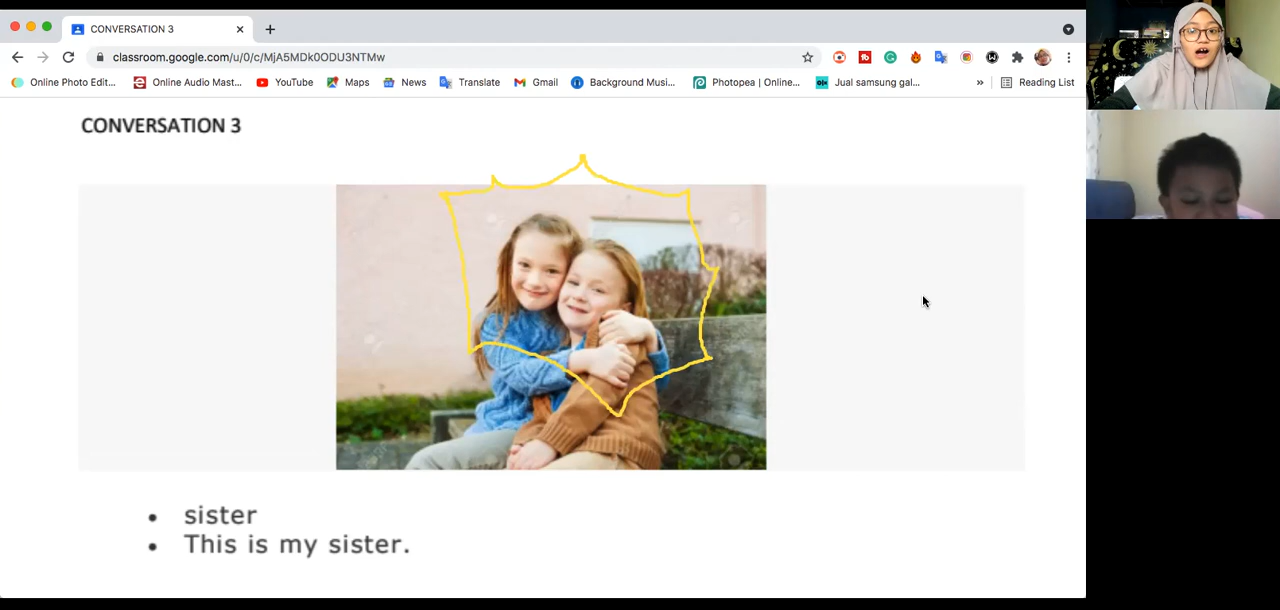 CONVERSATION 3
classroom.google.com/u/0/c/MjA5MDk0ODU3NTMw
Online Photo Edit... Online Audio Mast... YouTube Maps News Translate Gmail Background Musi... Photopea | Online... Jual samsung gal... » Reading List
CONVERSATION 3
sister
This is my sister.